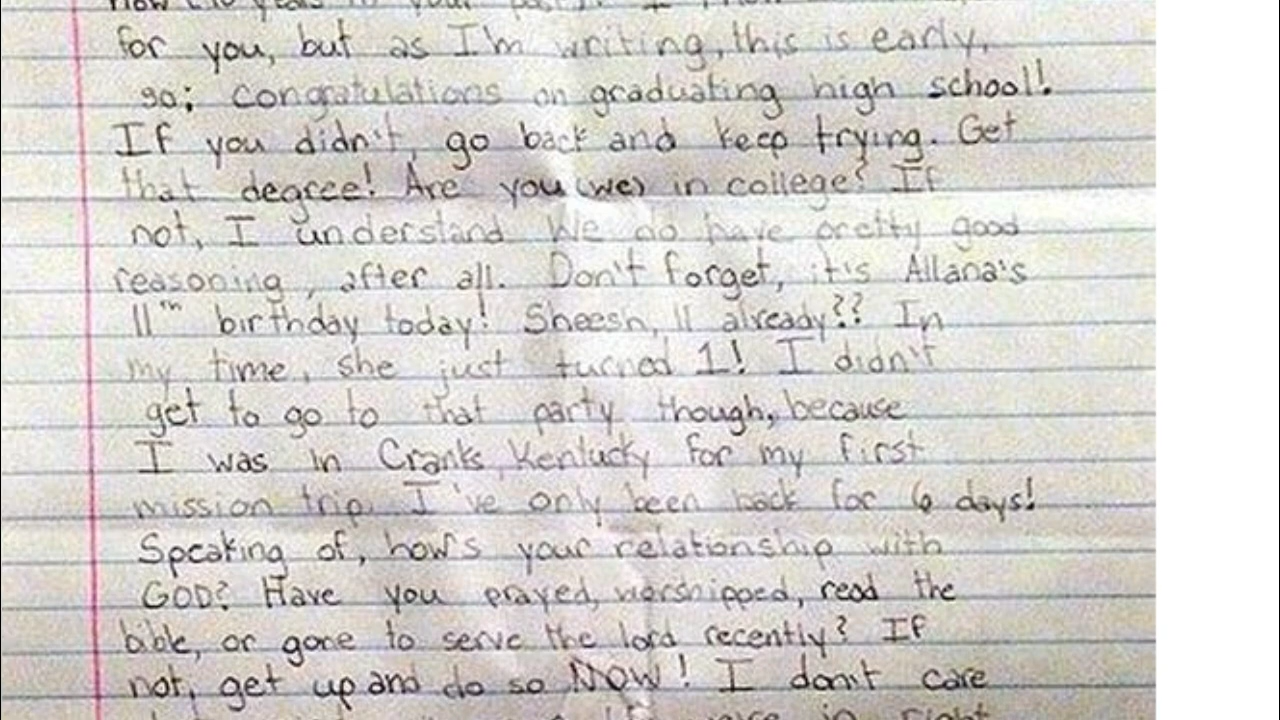 for you, but as I'm writing, this is early,
so; congratulations on graduating high school!
If you didn't, go back and keep trying. Get
that degree! Are you (we) in college? If
not, I understand. We do have pretty good
reasoning, after all. Don't forget, it's Allana's
11th birthday today! Sheesh, 11 already?? In
my time, she just turned 1! I didn't
get to go to that party though, because
I was in Cranks, Kentucky for my first
mission trip. I've only been back for 6 days!
Speaking of, how's your relationship with
GOD? Have you prayed, worshipped, read the
bible, or gone to serve the lord recently? If
not, get up and do so NOW! I don't care